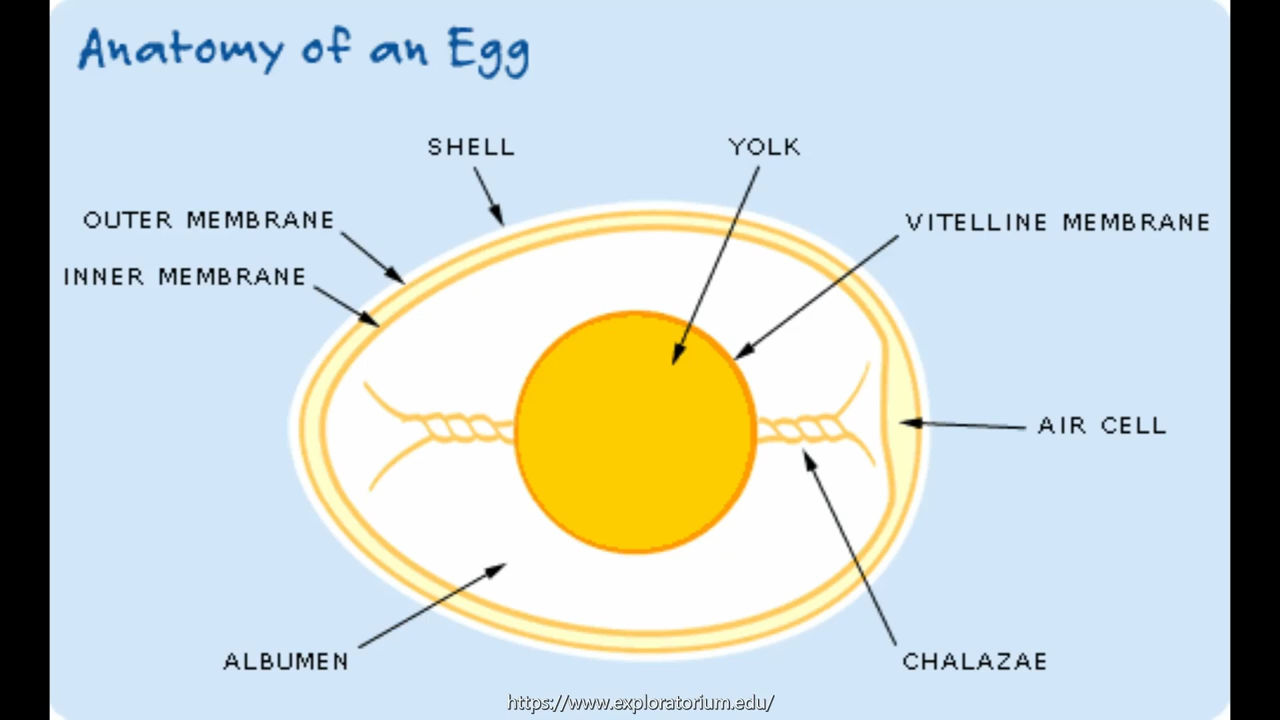 Anatomy of an Egg
SHELL
YOLK
OUTER MEMBRANE
VITELLINE MEMBRANE
INNER MEMBRANE
AIR CELL
ALBUMEN
CHALAZAE
https://www.exploratorium.edu/